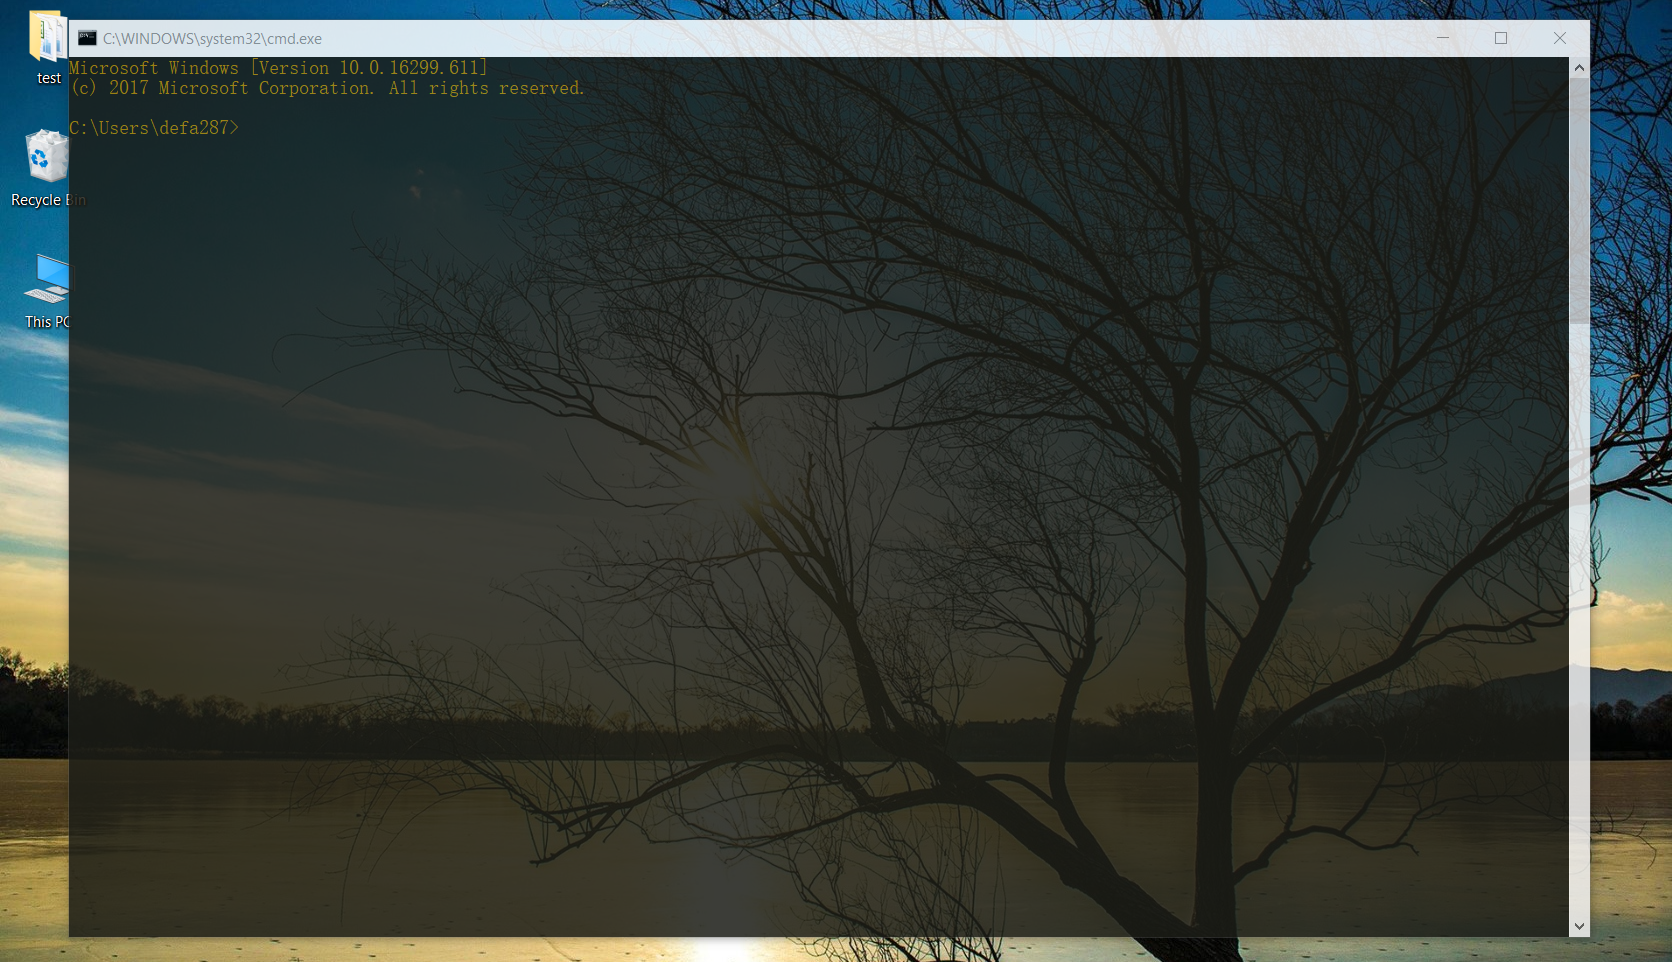 test
Recycle Bin
This PC
C:\WINDOWS\system32\cmd.exe
Microsoft Windows [Version 10.0.16299.611]
(c) 2017 Microsoft Corporation. All rights reserved.
C:\Users\defa287>